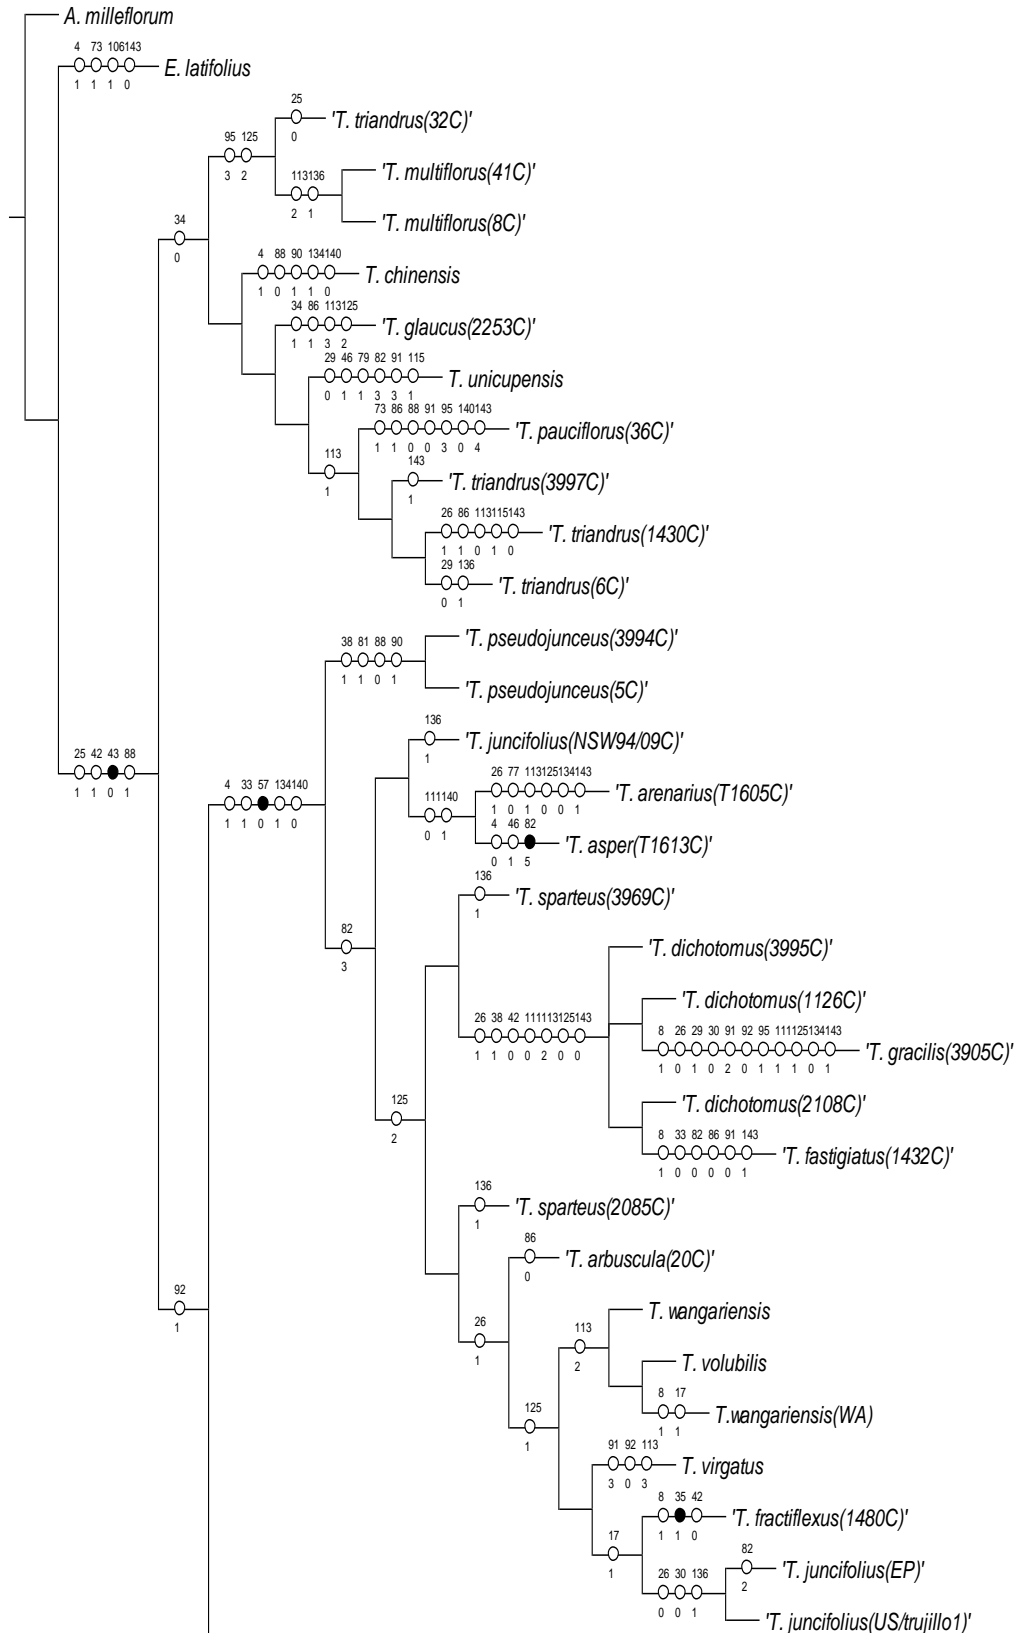 A. milleflorum
4 73 106143
E. latifolius
1 1 1 0
25
'T. triandrus(32C)'
0
95 125
3 2
'T. multiflorus(41C)'
113136
2 1
'T. multiflorus(8C)'
34
0
4 88 90 134140
T. chinensis
1 0 1 1 0
34 86 113125
'T. glaucus(2253C)'
1 1 3 2
29 46 79 82 91 115
T. unicupensis
0 1 1 3 3 1
73 86 88 91 95 140143
'T. pauciflorus(36C)'
1 1 0 0 3 0 4
113
1
143
'T. triandrus(3997C)'
1
26 86 113115143
'T. triandrus(1430C)'
1 1 0 1 0
29 136
'T. triandrus(6C)'
0 1
'T. pseudojunceus(3994C)'
38 81 88 90
1 1 0 1
'T. pseudojunceus(5C)'
136
'T. juncifolius(NSW94/09C)'
1
25 42 43 88
1 1 0 1
4 33 57 134140
1 1 0 1 0
26 77 113125134143
'T. arenarius(T1605C)'
1 0 1 0 0 1
111140
0 1
4 46 82
'T. asper(T1613C)'
0 1 5
136
'T. sparteus(3969C)'
1
82
3
'T. dichotomus(3995C)'
'T. dichotomus(1126C)'
26 38 42 111113125143
1 1 0 0 2 0 0
8 26 29 30 91 92 95 111125134143
'T. gracilis(3905C)'
1 0 1 0 2 0 1 1 1 0 1
'T. dichotomus(2108C)'
125
2
8 33 82 86 91 143
'T. fastigiatus(1432C)'
1 0 0 0 0 1
136
'T. sparteus(2085C)'
1
86
'T. arbuscula(20C)'
0
92
1
T. wangariensis
26
1
113
2
T. volubilis
8 17
T.wangariensis(WA)
1 1
125
1
91 92 113
T. virgatus
3 0 3
8 35 42
'T. fractiflexus(1480C)'
1 1 0
17
1
82
'T. juncifolius(EP)'
2
26 30 136
0 0 1
'T. juncifolius(US/trujillo1)'